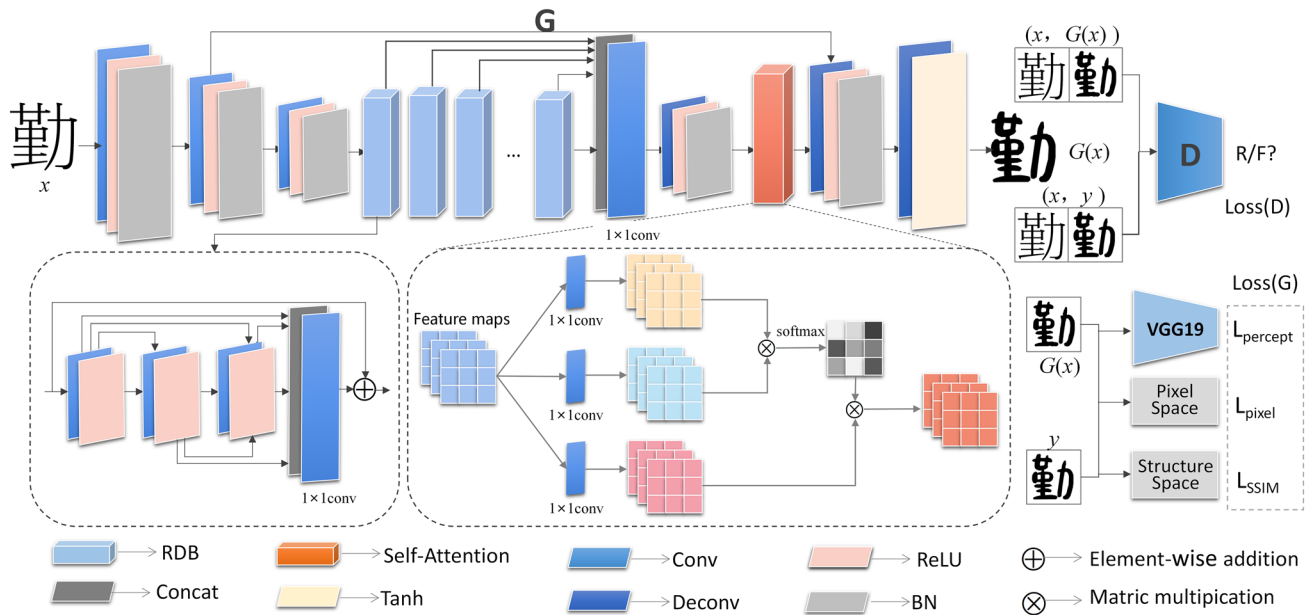 G
(x, G(x))
勤 勤
勤
x
...
1×1conv
勤
G(x)
D
R/F?
Loss(D)
(x, y)
勤 勤
1×1conv
Feature maps
1×1conv
1×1conv
1×1conv
softmax
Loss(G)
勤
G(x)
VGG19
Lpercept
Pixel
Space
Lpixel
y
勤
Structure
Space
LSSIM
RDB
Self-Attention
Conv
ReLU
Element-wise addition
Concat
Tanh
Deconv
BN
Matric multipication